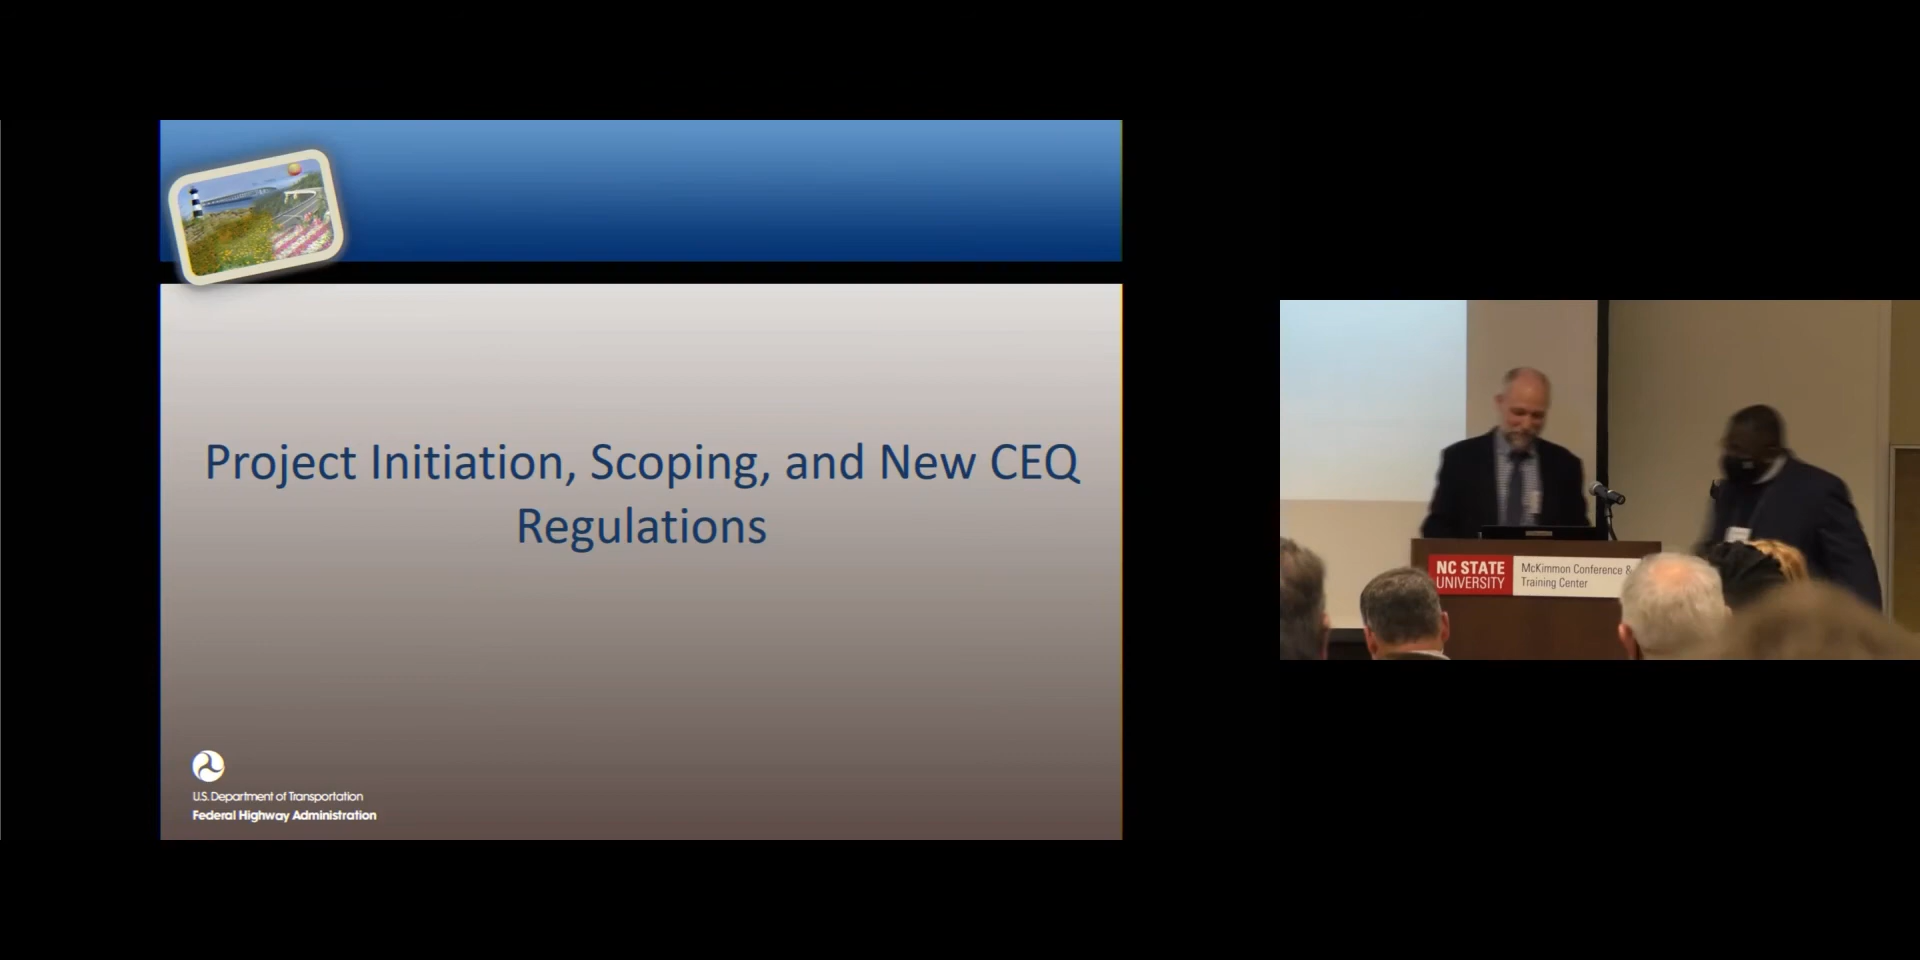 Project Initiation, Scoping, and New CEQ
Regulations
U.S. Department of Transportation
Federal Highway Administration
NC STATE
UNIVERSITY
McKimmon Conference &
Training Center